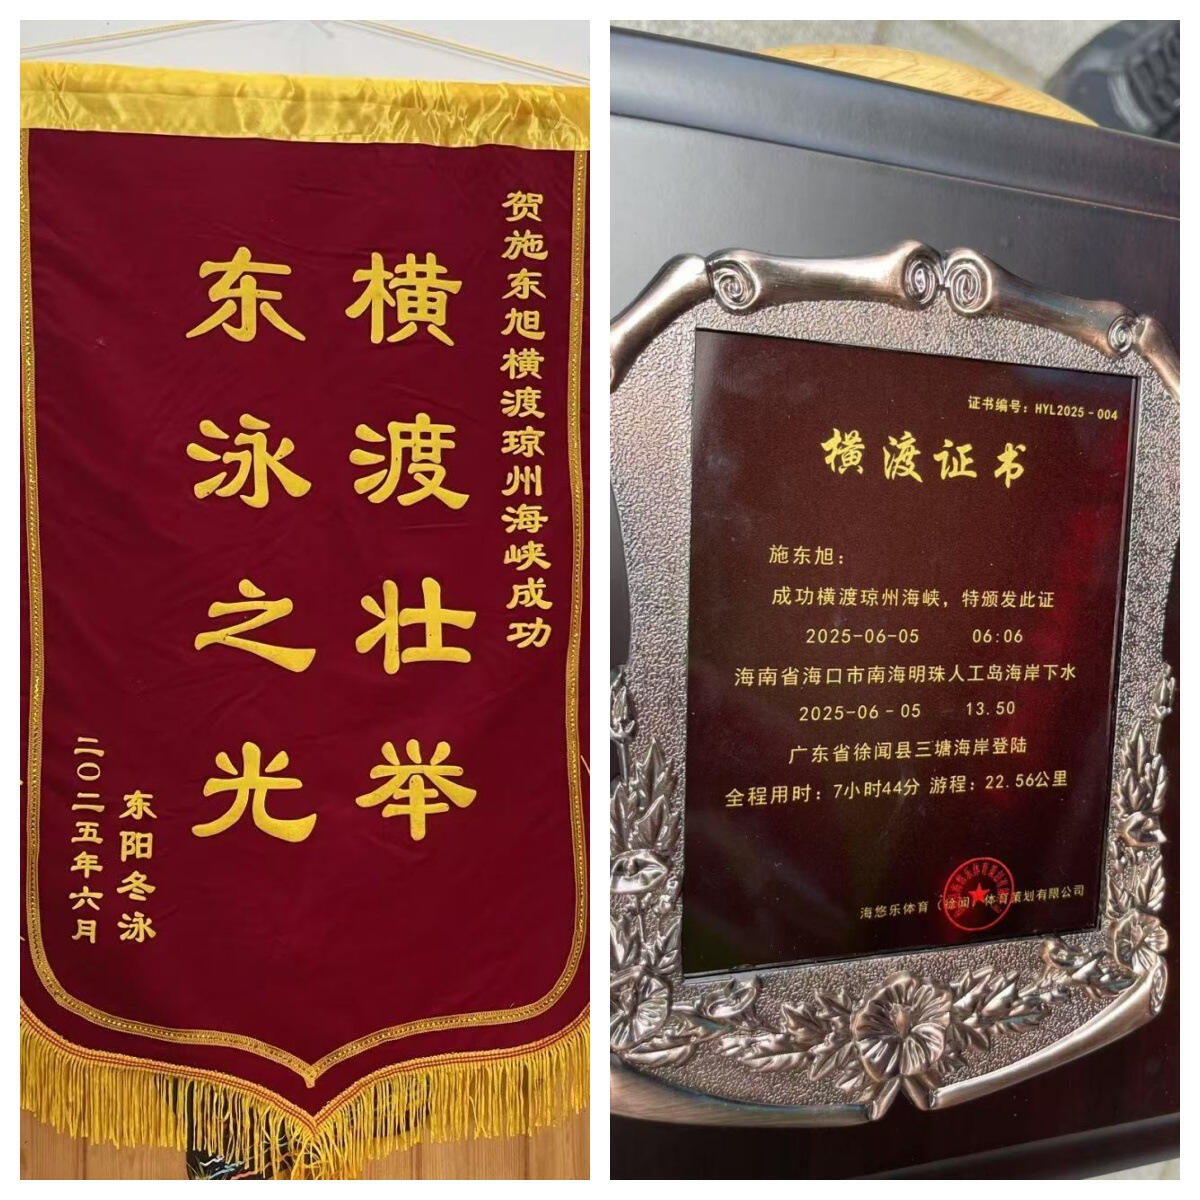 贺施东旭横渡琼州海峡成功
横渡壮举
东泳之光
东阳冬泳
二〇二五年六月
证书编号：HYL2025-004
横渡证书
施东旭：
成功横渡琼州海峡，特颁发此证
2025-06-05 06:06
海南省海口市南海明珠人工岛海岸下水
2025-06-05 13.50
广东省徐闻县三塘海岸登陆
全程用时：7小时44分 游程：22.56公里
海悠乐体育（徐闻）体育策划有限公司